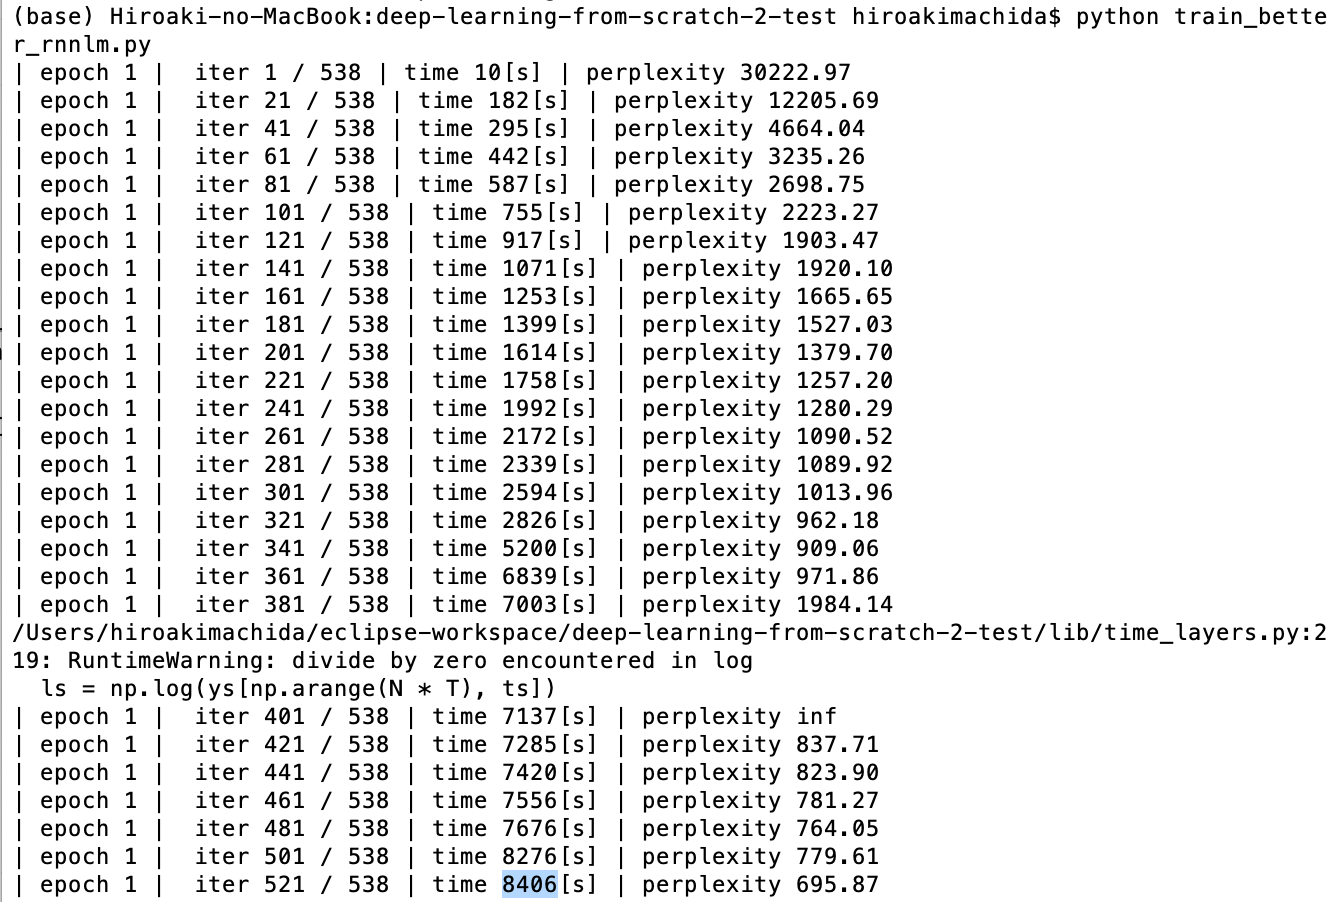 (base) Hiroaki-no-MacBook:deep-learning-from-scratch-2-test hiroakimachida$ python train_bette
r_rnnlm.py
| epoch 1 |  iter 1 / 538 | time 10[s] | perplexity 30222.97
| epoch 1 |  iter 21 / 538 | time 182[s] | perplexity 12205.69
| epoch 1 |  iter 41 / 538 | time 295[s] | perplexity 4664.04
| epoch 1 |  iter 61 / 538 | time 442[s] | perplexity 3235.26
| epoch 1 |  iter 81 / 538 | time 587[s] | perplexity 2698.75
| epoch 1 |  iter 101 / 538 | time 755[s] | perplexity 2223.27
| epoch 1 |  iter 121 / 538 | time 917[s] | perplexity 1903.47
| epoch 1 |  iter 141 / 538 | time 1071[s] | perplexity 1920.10
| epoch 1 |  iter 161 / 538 | time 1253[s] | perplexity 1665.65
| epoch 1 |  iter 181 / 538 | time 1399[s] | perplexity 1527.03
| epoch 1 |  iter 201 / 538 | time 1614[s] | perplexity 1379.70
| epoch 1 |  iter 221 / 538 | time 1758[s] | perplexity 1257.20
| epoch 1 |  iter 241 / 538 | time 1992[s] | perplexity 1280.29
| epoch 1 |  iter 261 / 538 | time 2172[s] | perplexity 1090.52
| epoch 1 |  iter 281 / 538 | time 2339[s] | perplexity 1089.92
| epoch 1 |  iter 301 / 538 | time 2594[s] | perplexity 1013.96
| epoch 1 |  iter 321 / 538 | time 2826[s] | perplexity 962.18
| epoch 1 |  iter 341 / 538 | time 5200[s] | perplexity 909.06
| epoch 1 |  iter 361 / 538 | time 6839[s] | perplexity 971.86
| epoch 1 |  iter 381 / 538 | time 7003[s] | perplexity 1984.14
/Users/hiroakimachida/eclipse-workspace/deep-learning-from-scratch-2-test/lib/time_layers.py:2
19: RuntimeWarning: divide by zero encountered in log
  ls = np.log(ys[np.arange(N * T), ts])
| epoch 1 |  iter 401 / 538 | time 7137[s] | perplexity inf
| epoch 1 |  iter 421 / 538 | time 7285[s] | perplexity 837.71
| epoch 1 |  iter 441 / 538 | time 7420[s] | perplexity 823.90
| epoch 1 |  iter 461 / 538 | time 7556[s] | perplexity 781.27
| epoch 1 |  iter 481 / 538 | time 7676[s] | perplexity 764.05
| epoch 1 |  iter 501 / 538 | time 8276[s] | perplexity 779.61
| epoch 1 |  iter 521 / 538 | time 8406[s] | perplexity 695.87